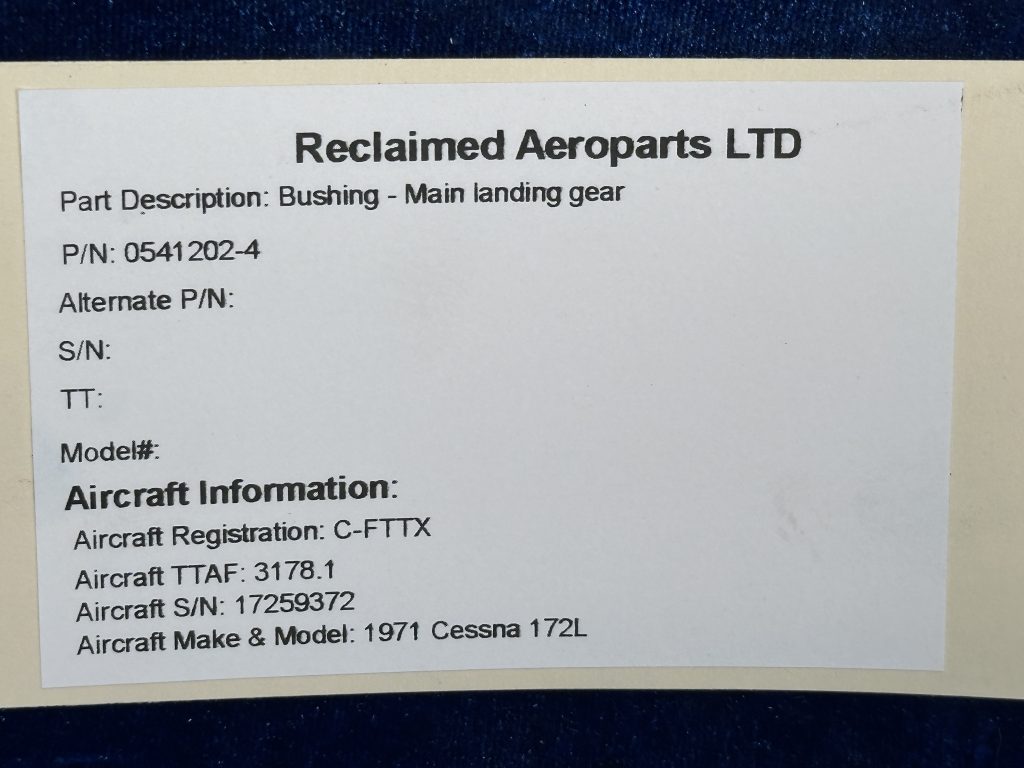 Reclaimed Aeroparts LTD
Part Description: Bushing - Main landing gear
P/N: 0541202-4
Alternate P/N:
S/N:
TT:
Model#:
Aircraft Information:
Aircraft Registration: C-FTTX
Aircraft TTAF: 3178.1
Aircraft S/N: 17259372
Aircraft Make & Model: 1971 Cessna 172L